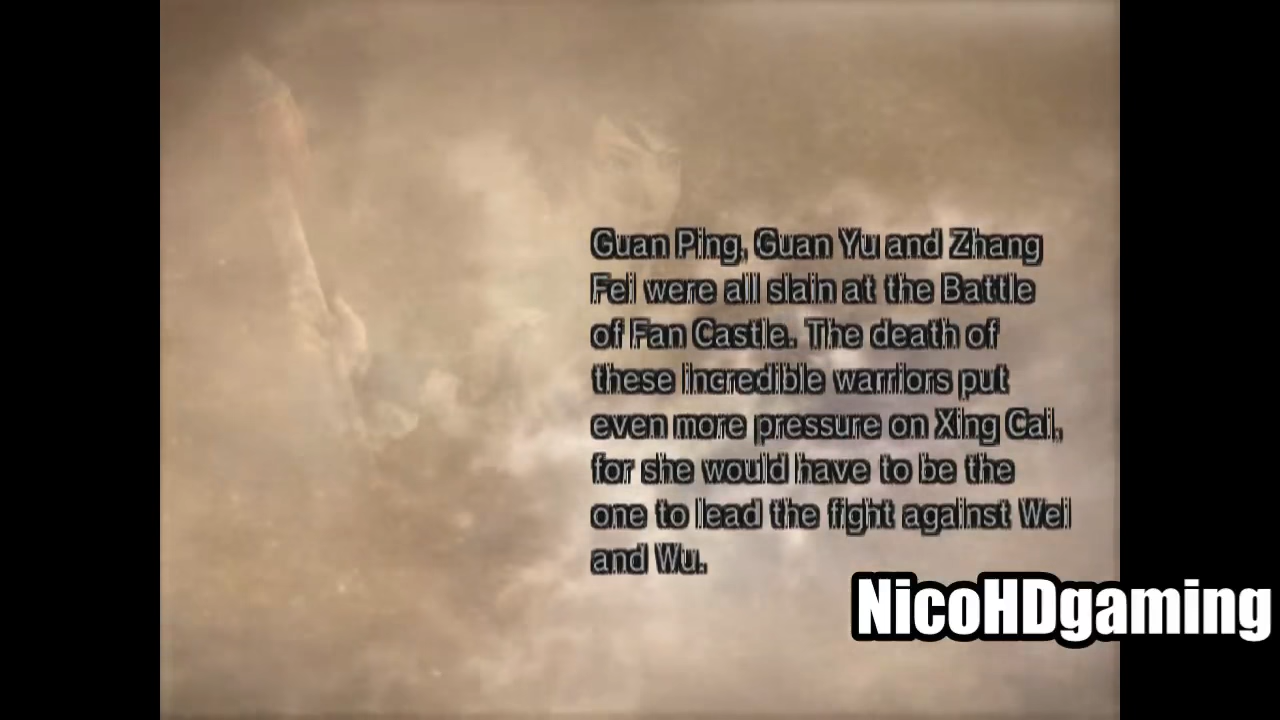 Guan Ping, Guan Yu and Zhang
Fei were all slain at the Battle
of Fan Castle. The death of
these incredible warriors put
even more pressure on Xing Cai,
for she would have to be the
one to lead the fight against Wei
and Wu.
NicoHDgaming